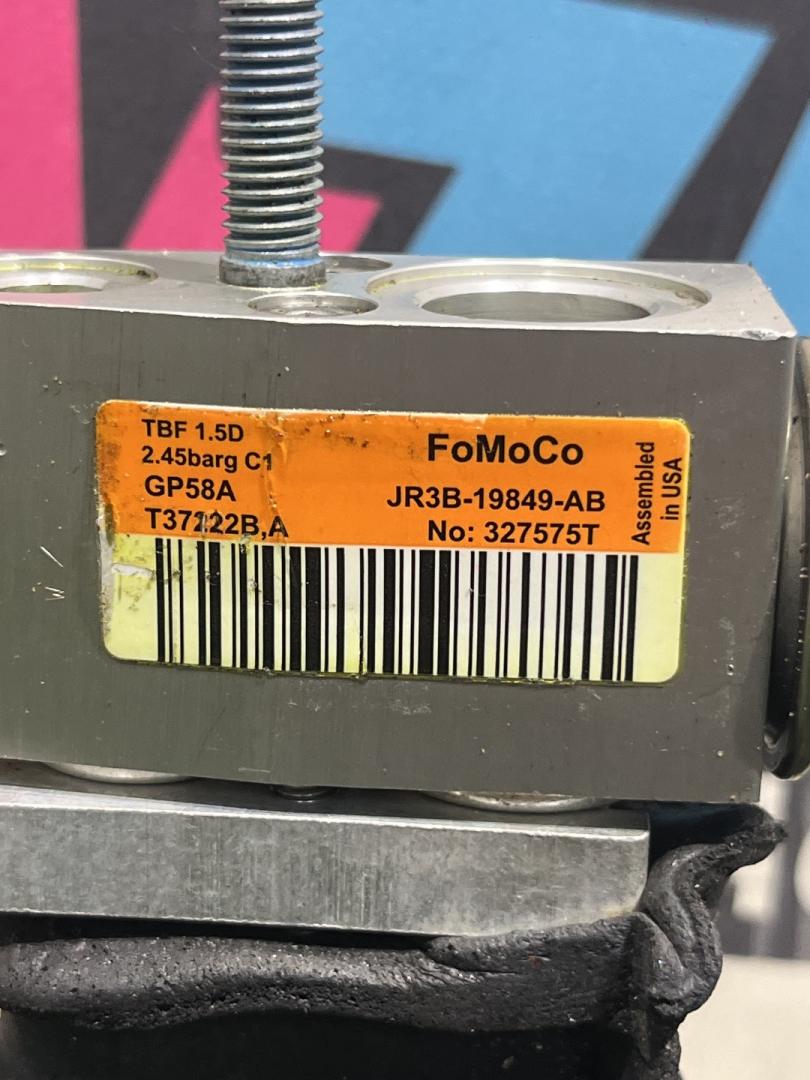 TBF 1.5D
2.45barg C1
GP58A
T37222B,A
FoMoCo
JR3B-19849-AB
No: 327575T
Assembled
in USA